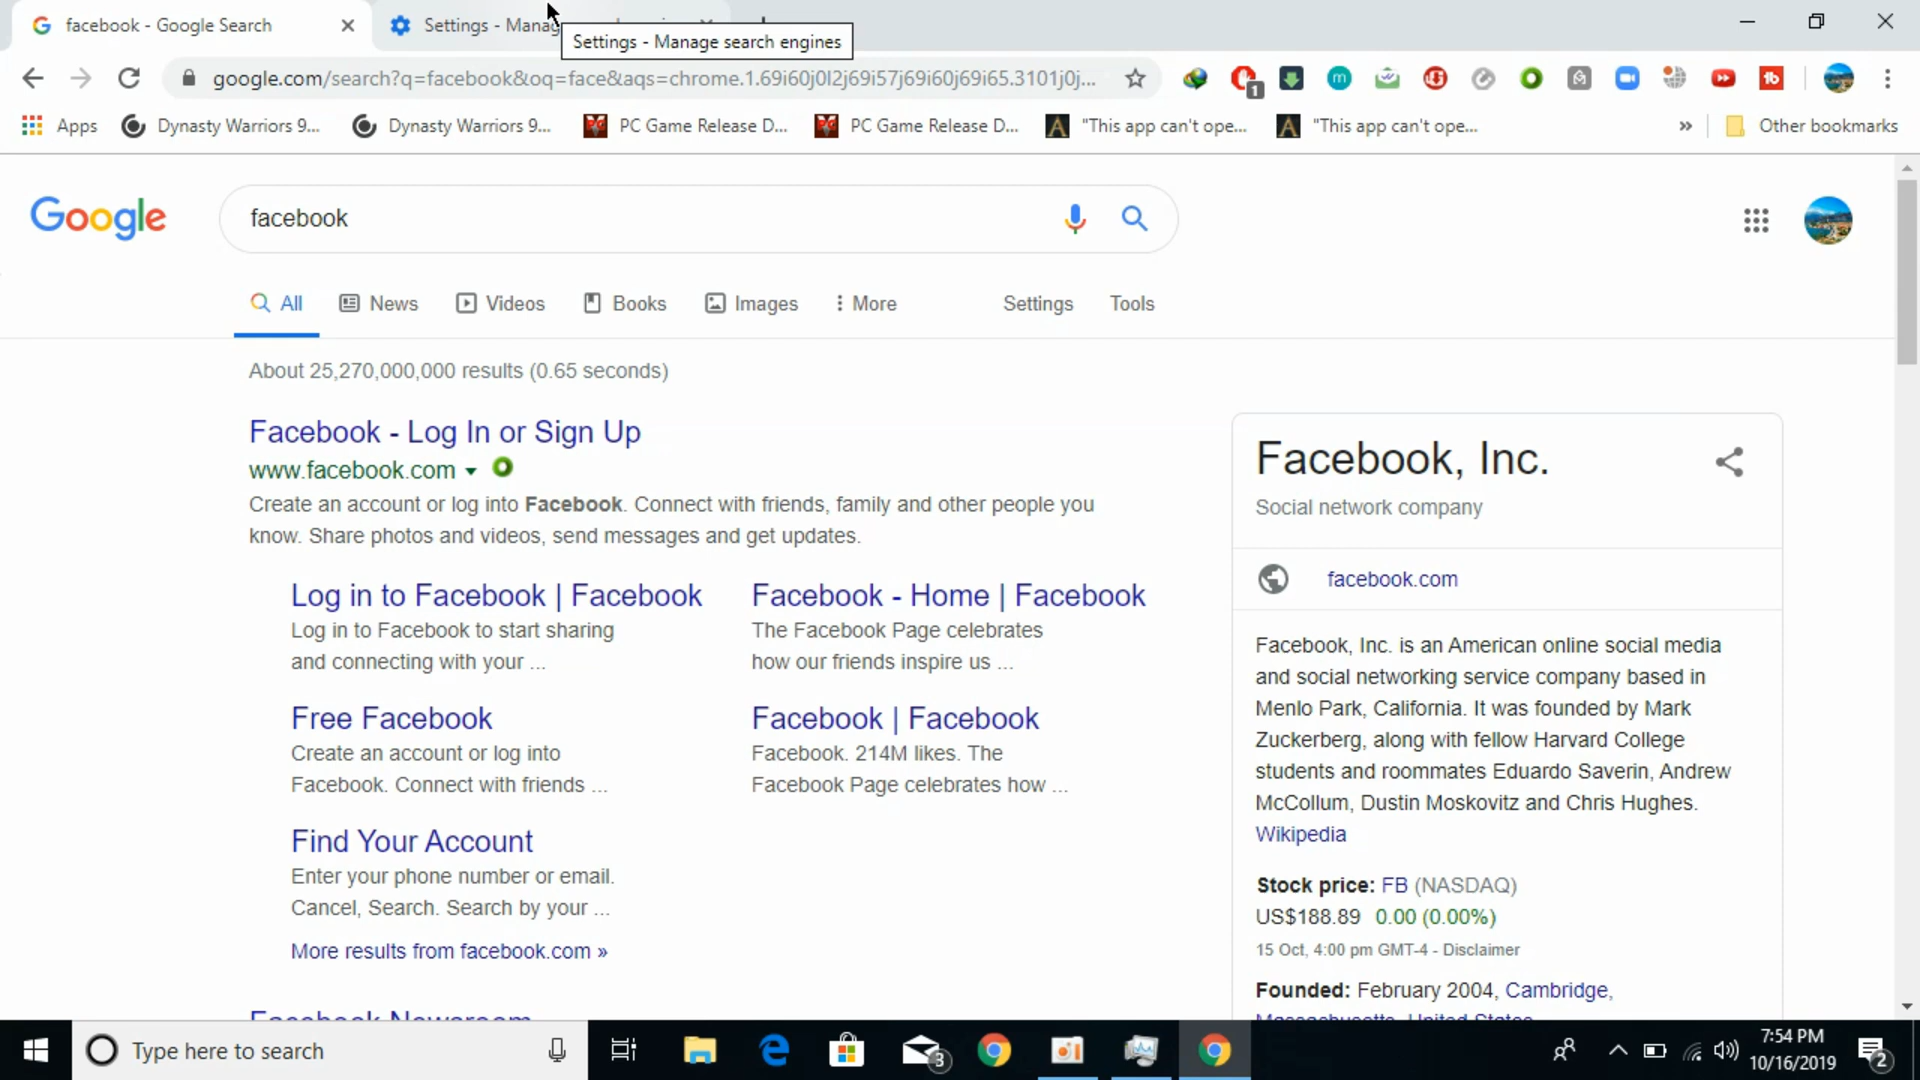 facebook - Google Search
Settings - Manag
Settings - Manage search engines
google.com/search?q=facebook&oq=face&aqs=chrome.1.69i60j0l2j69i57j69i60j69i65.3101j0j...
1
Apps
Dynasty Warriors 9...
Dynasty Warriors 9...
PC Game Release D...
PC Game Release D...
"This app can't ope...
"This app can't ope...
»
Other bookmarks
Google
facebook
All
News
Videos
Books
Images
More
Settings
Tools
About 25,270,000,000 results (0.65 seconds)
Facebook - Log In or Sign Up
www.facebook.com
Create an account or log into Facebook. Connect with friends, family and other people you
know. Share photos and videos, send messages and get updates.
Log in to Facebook | Facebook
Log in to Facebook to start sharing
and connecting with your ...
Facebook - Home | Facebook
The Facebook Page celebrates
how our friends inspire us ...
Free Facebook
Create an account or log into
Facebook. Connect with friends ...
Facebook | Facebook
Facebook. 214M likes. The
Facebook Page celebrates how ...
Find Your Account
Enter your phone number or email.
Cancel, Search. Search by your ...
More results from facebook.com »
Facebook Newsroom
Facebook, Inc.
Social network company
facebook.com
Facebook, Inc. is an American online social media
and social networking service company based in
Menlo Park, California. It was founded by Mark
Zuckerberg, along with fellow Harvard College
students and roommates Eduardo Saverin, Andrew
McCollum, Dustin Moskovitz and Chris Hughes.
Wikipedia
Stock price: FB (NASDAQ)
US$188.89 0.00 (0.00%)
15 Oct, 4:00 pm GMT-4 - Disclaimer
Founded: February 2004, Cambridge,
Massachusetts, United States
Type here to search
3
7:54 PM
10/16/2019
2